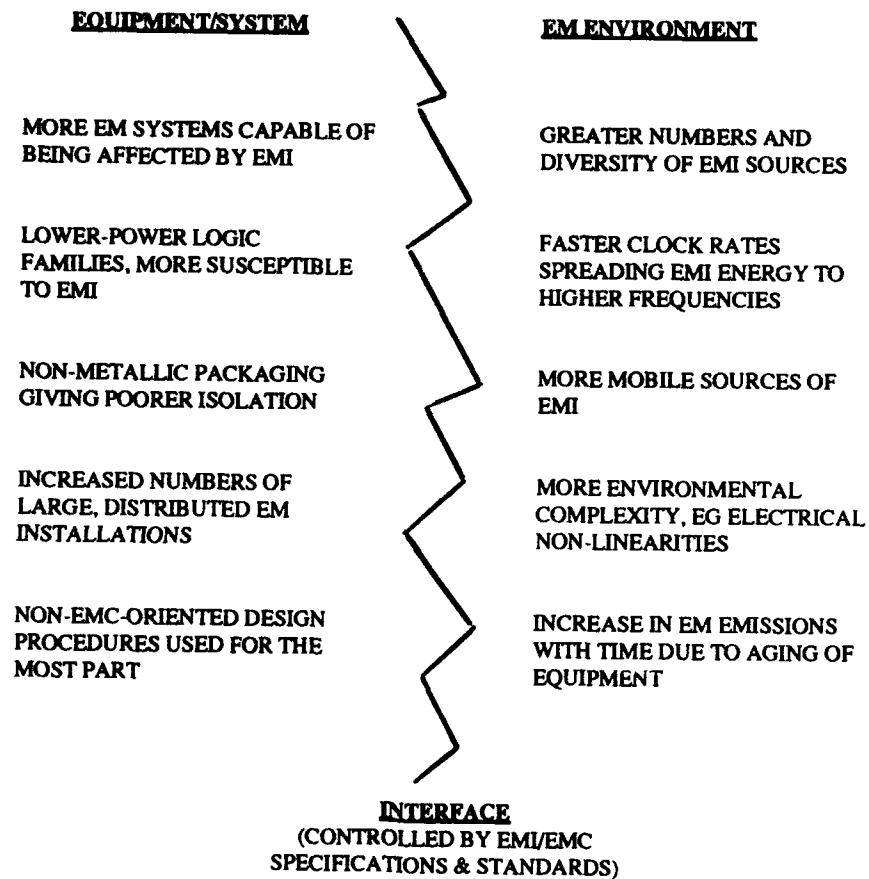 EQUIPMENT/SYSTEM
MORE EM SYSTEMS CAPABLE OF
BEING AFFECTED BY EMI
LOWER-POWER LOGIC
FAMILIES, MORE SUSCEPTIBLE
TO EMI
NON-METALLIC PACKAGING
GIVING POORER ISOLATION
INCREASED NUMBERS OF
LARGE, DISTRIBUTED EM
INSTALLATIONS
NON-EMC-ORIENTED DESIGN
PROCEDURES USED FOR THE
MOST PART
EM ENVIRONMENT
GREATER NUMBERS AND
DIVERSITY OF EMI SOURCES
FASTER CLOCK RATES
SPREADING EMI ENERGY TO
HIGHER FREQUENCIES
MORE MOBILE SOURCES OF
EMI
MORE ENVIRONMENTAL
COMPLEXITY, EG ELECTRICAL
NON-LINEARITIES
INCREASE IN EM EMISSIONS
WITH TIME DUE TO AGING OF
EQUIPMENT
INTERFACE
(CONTROLLED BY EMI/EMC
SPECIFICATIONS & STANDARDS)